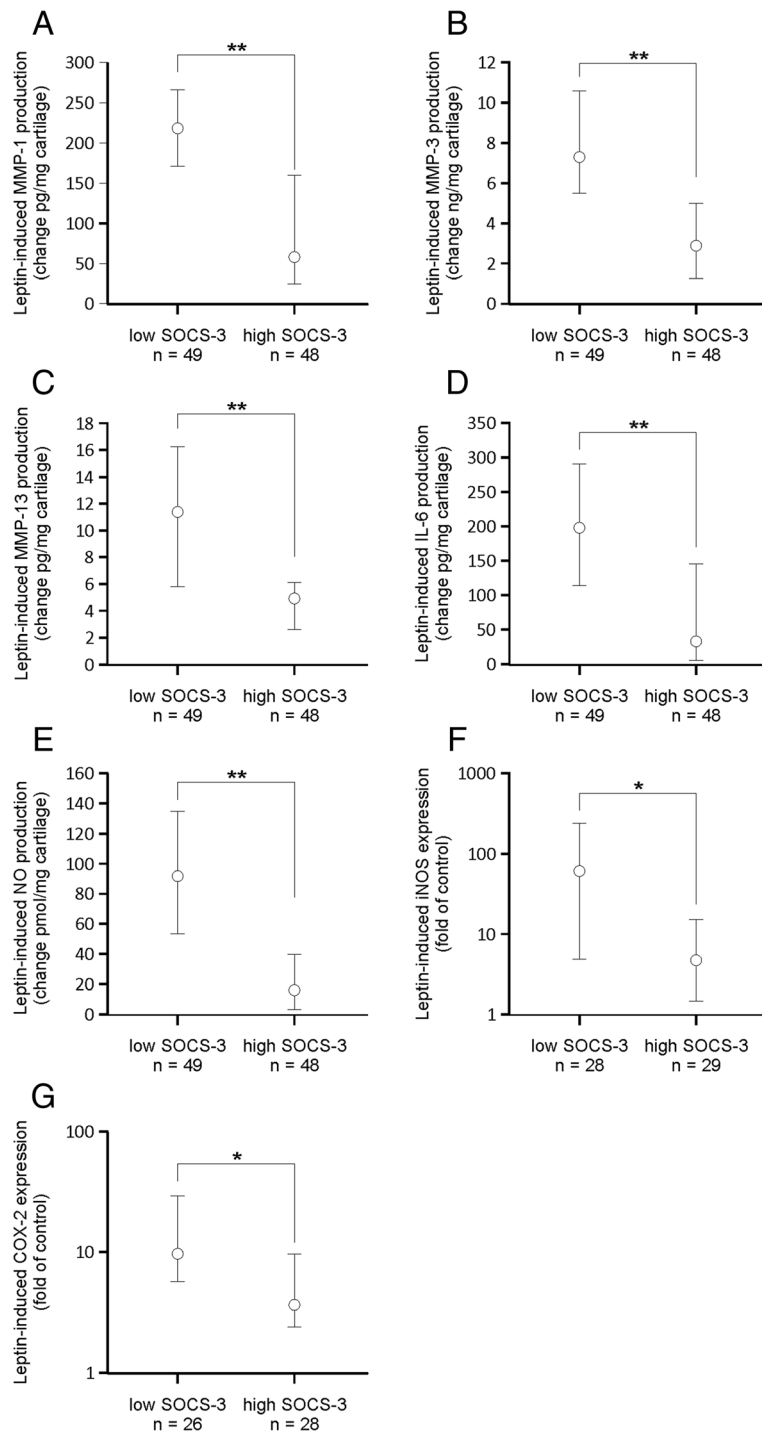 A
**
Leptin-induced MMP-1 production
(change pg/mg cartilage)
300
250
200
150
100
50
0
low SOCS-3
n = 49
high SOCS-3
n = 48
B
**
Leptin-induced MMP-3 production
(change ng/mg cartilage)
12
10
8
6
4
2
0
low SOCS-3
n = 49
high SOCS-3
n = 48
C
**
Leptin-induced MMP-13 production
(change pg/mg cartilage)
18
16
14
12
10
8
6
4
2
0
low SOCS-3
n = 49
high SOCS-3
n = 48
D
**
Leptin-induced IL-6 production
(change pg/mg cartilage)
350
300
250
200
150
100
50
0
low SOCS-3
n = 49
high SOCS-3
n = 48
E
**
Leptin-induced NO production
(change pmol/mg cartilage)
160
140
120
100
80
60
40
20
0
low SOCS-3
n = 49
high SOCS-3
n = 48
F
*
Leptin-induced iNOS expression
(fold of control)
1000
100
10
1
low SOCS-3
n = 28
high SOCS-3
n = 29
G
*
Leptin-induced COX-2 expression
(fold of control)
100
10
1
low SOCS-3
n = 26
high SOCS-3
n = 28